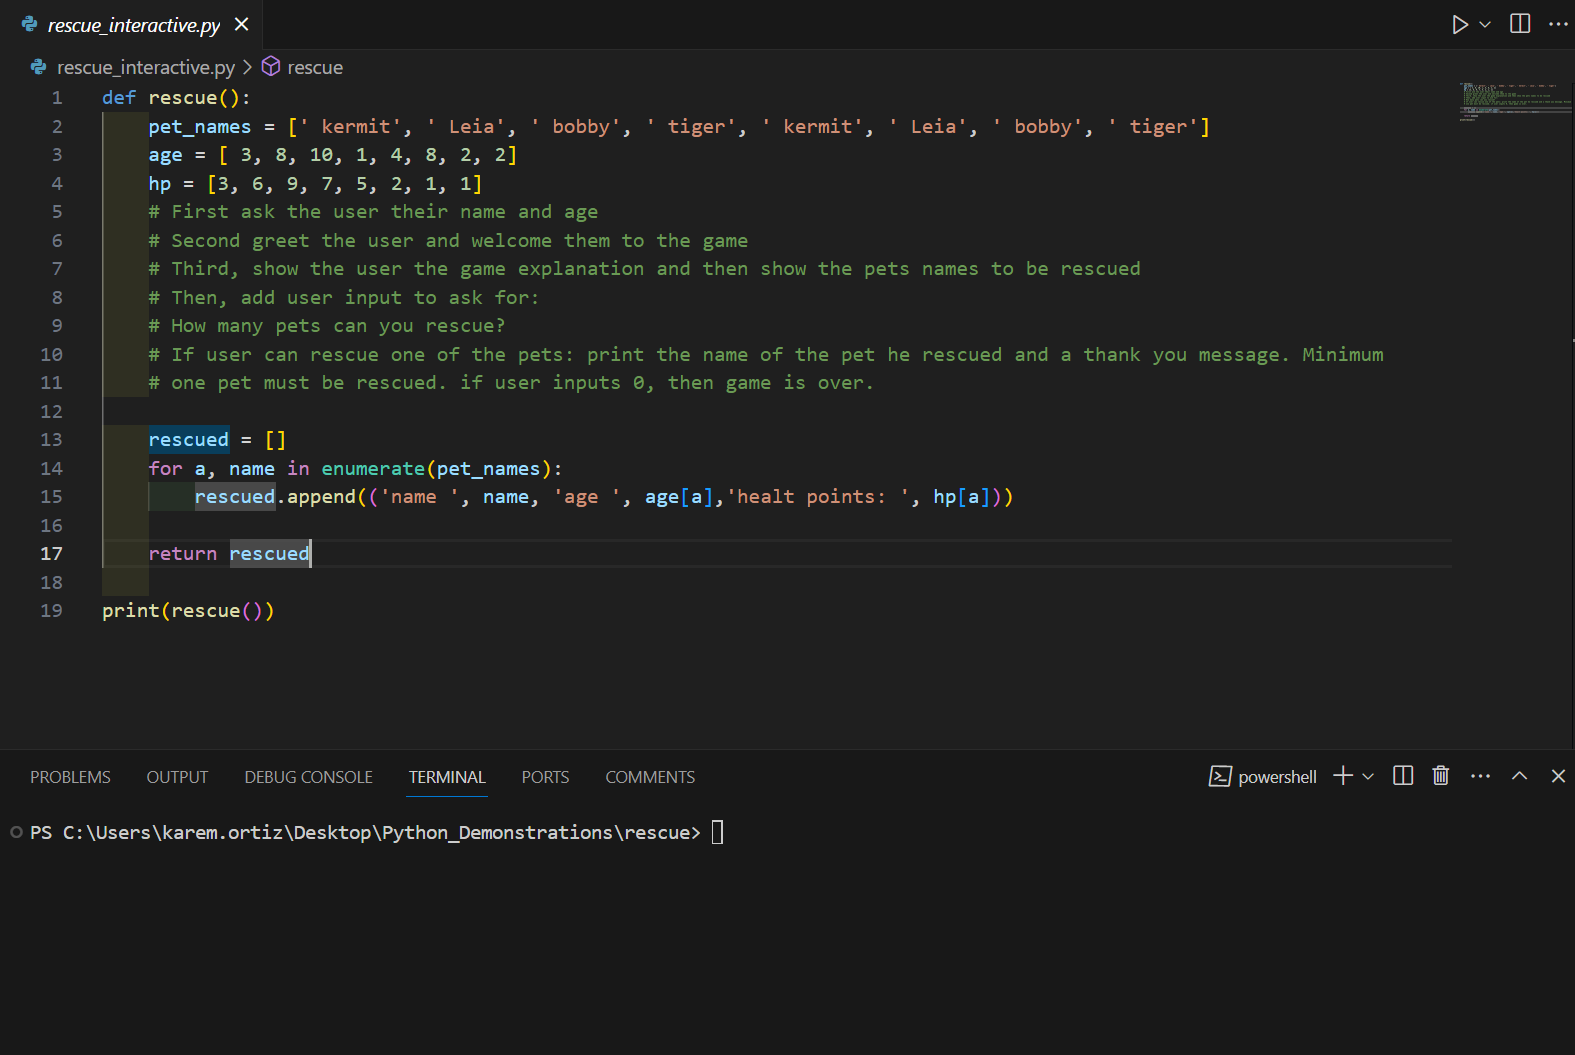 rescue_interactive.py
rescue_interactive.py > rescue
1 def rescue():
2     pet_names = [' kermit', ' Leia', ' bobby', ' tiger', ' kermit', ' Leia', ' bobby', ' tiger']
3     age = [ 3, 8, 10, 1, 4, 8, 2, 2]
4     hp = [3, 6, 9, 7, 5, 2, 1, 1]
5     # First ask the user their name and age
6     # Second greet the user and welcome them to the game
7     # Third, show the user the game explanation and then show the pets names to be rescued
8     # Then, add user input to ask for:
9     # How many pets can you rescue?
10     # If user can rescue one of the pets: print the name of the pet he rescued and a thank you message. Minimum
11     # one pet must be rescued. if user inputs 0, then game is over.
12
13     rescued = []
14     for a, name in enumerate(pet_names):
15         rescued.append(('name ', name, 'age ', age[a],'healt points: ', hp[a]))
16
17     return rescued
18
19 print(rescue())
PROBLEMS OUTPUT DEBUG CONSOLE TERMINAL PORTS COMMENTS powershell
PS C:\Users\karem.ortiz\Desktop\Python_Demonstrations\rescue>